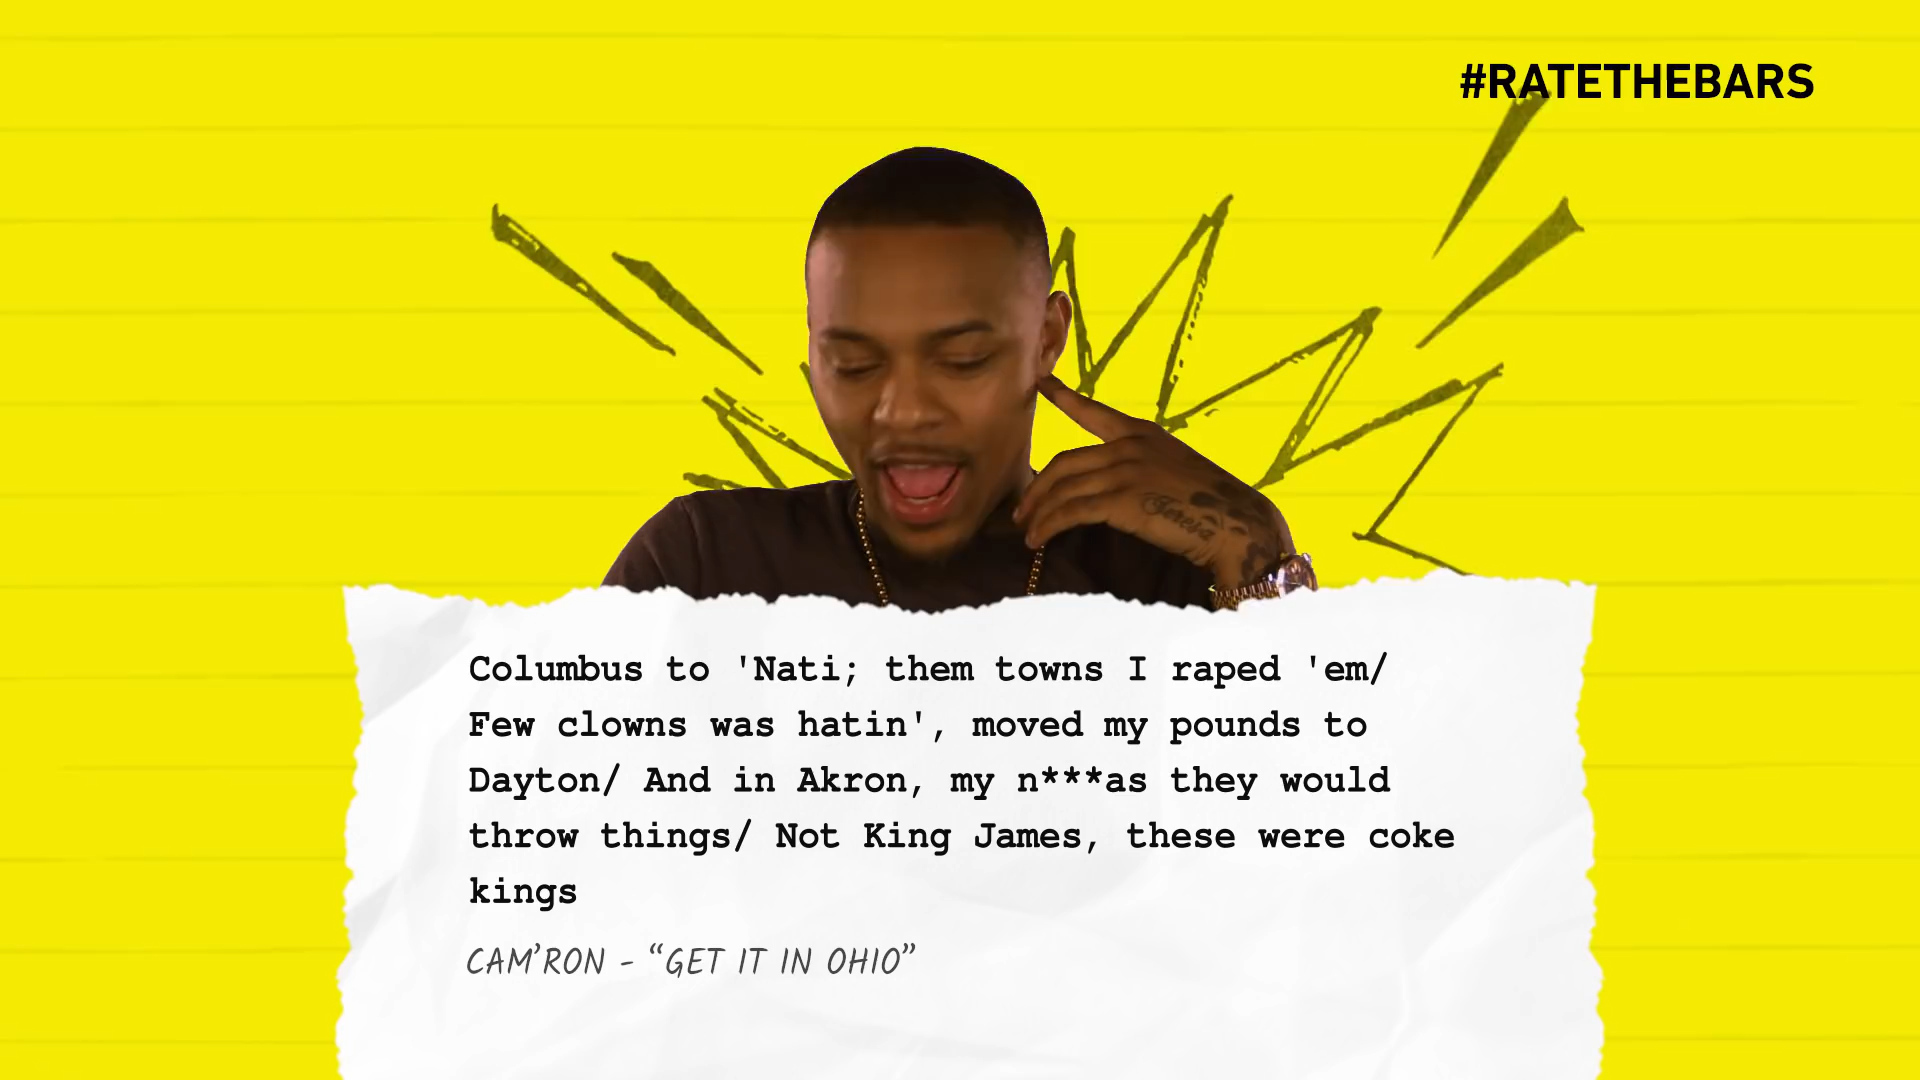 #RATETHEBARS
Teresa
Columbus to 'Nati; them towns I raped 'em/
Few clowns was hatin', moved my pounds to
Dayton/ And in Akron, my n***as they would
throw things/ Not King James, these were coke
kings
CAM'RON - “GET IT IN OHIO”